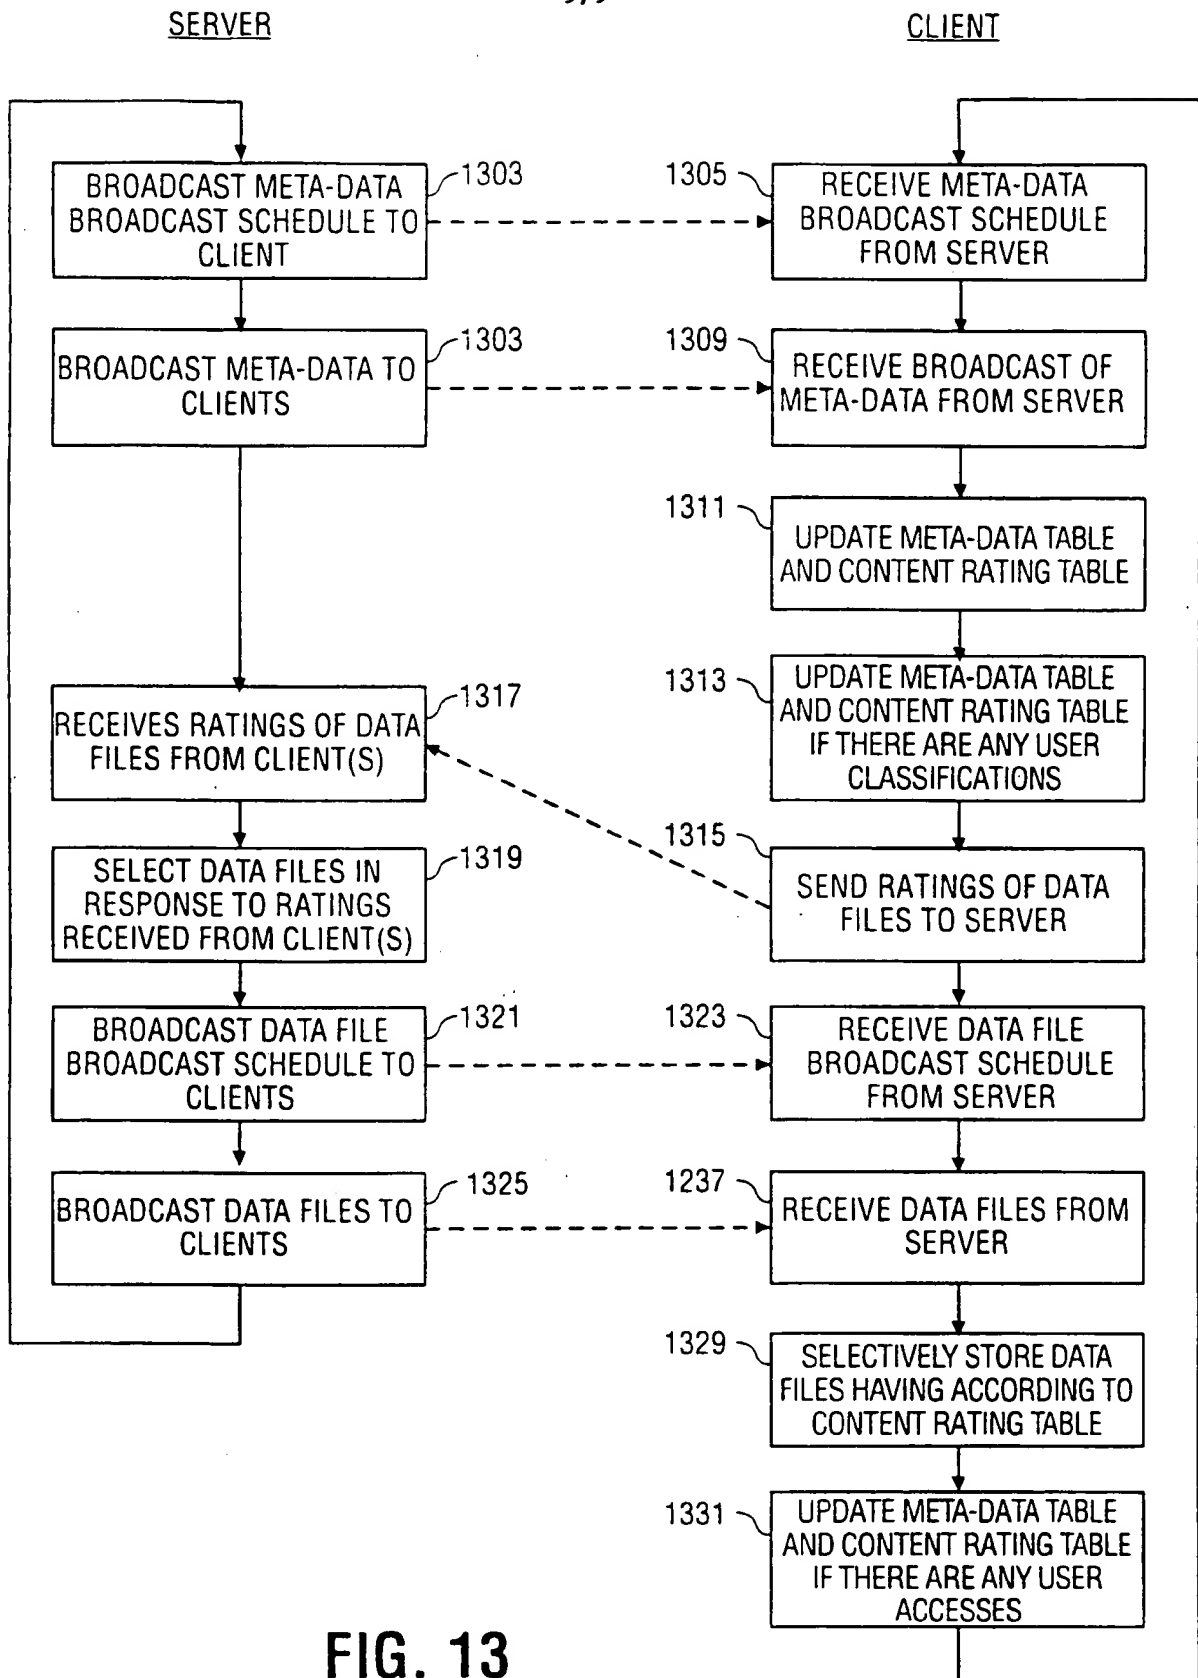 SERVER
CLIENT
BROADCAST META-DATA
BROADCAST SCHEDULE TO
CLIENT
1303
1305
RECEIVE META-DATA
BROADCAST SCHEDULE
FROM SERVER
BROADCAST META-DATA TO
CLIENTS
1303
1309
RECEIVE BROADCAST OF
META-DATA FROM SERVER
1311
UPDATE META-DATA TABLE
AND CONTENT RATING TABLE
1313
UPDATE META-DATA TABLE
AND CONTENT RATING TABLE
IF THERE ARE ANY USER
CLASSIFICATIONS
RECEIVES RATINGS OF DATA
FILES FROM CLIENT(S)
1317
1315
SEND RATINGS OF DATA
FILES TO SERVER
SELECT DATA FILES IN
RESPONSE TO RATINGS
RECEIVED FROM CLIENT(S)
1319
BROADCAST DATA FILE
BROADCAST SCHEDULE TO
CLIENTS
1321
1323
RECEIVE DATA FILE
BROADCAST SCHEDULE
FROM SERVER
BROADCAST DATA FILES TO
CLIENTS
1325
1237
RECEIVE DATA FILES FROM
SERVER
1329
SELECTIVELY STORE DATA
FILES HAVING ACCORDING TO
CONTENT RATING TABLE
1331
UPDATE META-DATA TABLE
AND CONTENT RATING TABLE
IF THERE ARE ANY USER
ACCESSES
FIG. 13